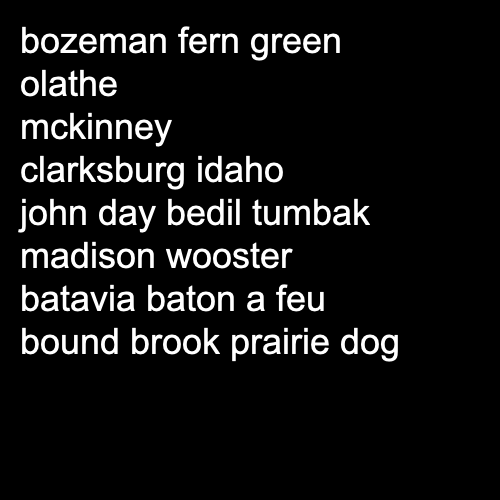 bozeman fern green
olathe
mckinney
clarksburg idaho
john day bedil tumbak
madison wooster
batavia baton a feu
bound brook prairie dog